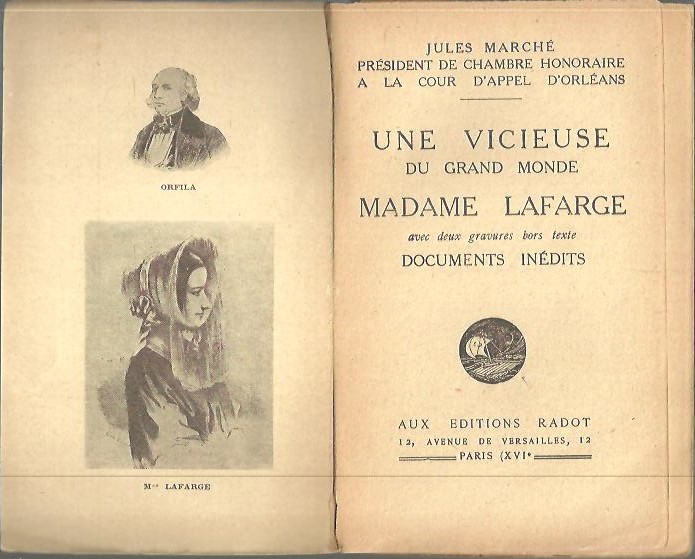 ORFILA
Mme LAFARGE
JULES MARCHÉ
PRÉSIDENT DE CHAMBRE HONORAIRE
A LA COUR D'APPEL D'ORLÉANS
UNE VICIEUSE
DU GRAND MONDE
MADAME LAFARGE
avec deux gravures hors texte
DOCUMENTS INÉDITS
AUX EDITIONS RADOT
12, AVENUE DE VERSAILLES, 12
PARIS (XVIe